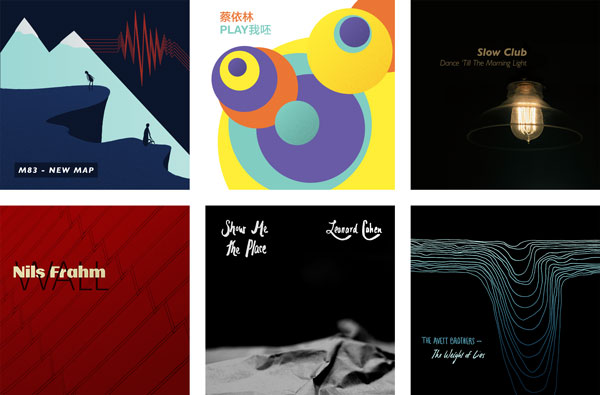 M83 - NEW MAP
蔡依林
PLAY我呸
Slow Club
Dance 'Till The Morning Light
Nils Frahm
WALL
Show Me
the Place
Leonard Cohen
THE AVETT BROTHERS —
The Weight of Lies